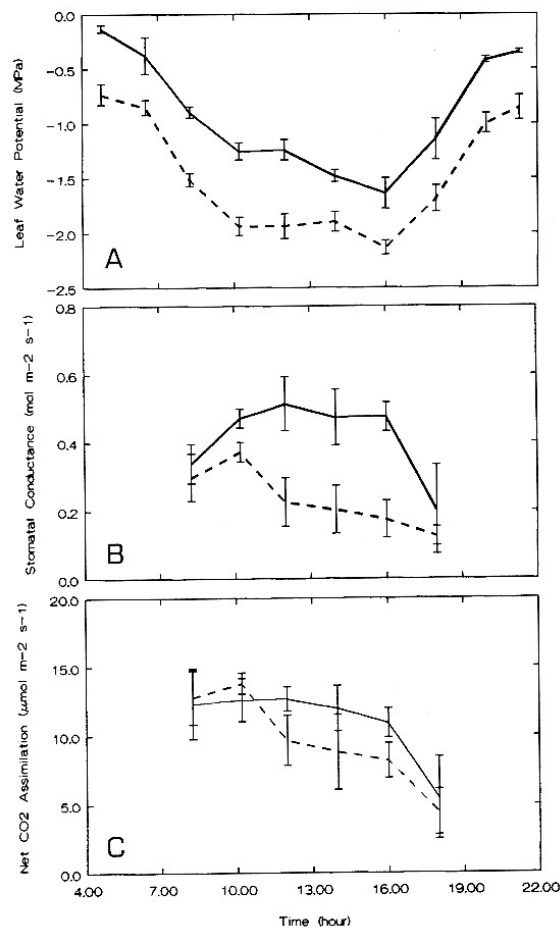 0.0
-0.5
-1.0
-1.5
-2.0
-2.5
Leaf Water Potential (MPa)
A
0.8
0.6
0.4
0.2
0.0
Stomatal Conductance (mol m-2 s-1)
B
20.0
15.0
10.0
5.0
0.0
Net CO2 Assimilation (μmol m-2 s-1)
C
4.00 7.00 10.00 13.00 16.00 19.00 22.00
Time (hour)